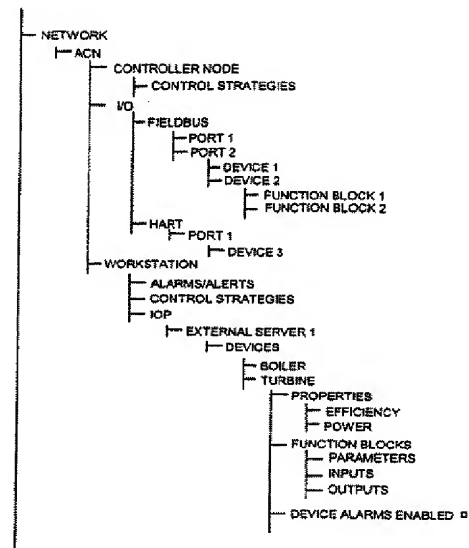 NETWORK
ACN
CONTROLLER NODE
CONTROL STRATEGIES
I/O
FIELDBUS
PORT 1
PORT 2
DEVICE 1
DEVICE 2
FUNCTION BLOCK 1
FUNCTION BLOCK 2
HART
PORT 1
DEVICE 3
WORKSTATION
ALARMS/ALERTS
CONTROL STRATEGIES
IOP
EXTERNAL SERVER 1
DEVICES
BOILER
TURBINE
PROPERTIES
EFFICIENCY
POWER
FUNCTION BLOCKS
PARAMETERS
INPUTS
OUTPUTS
DEVICE ALARMS ENABLED